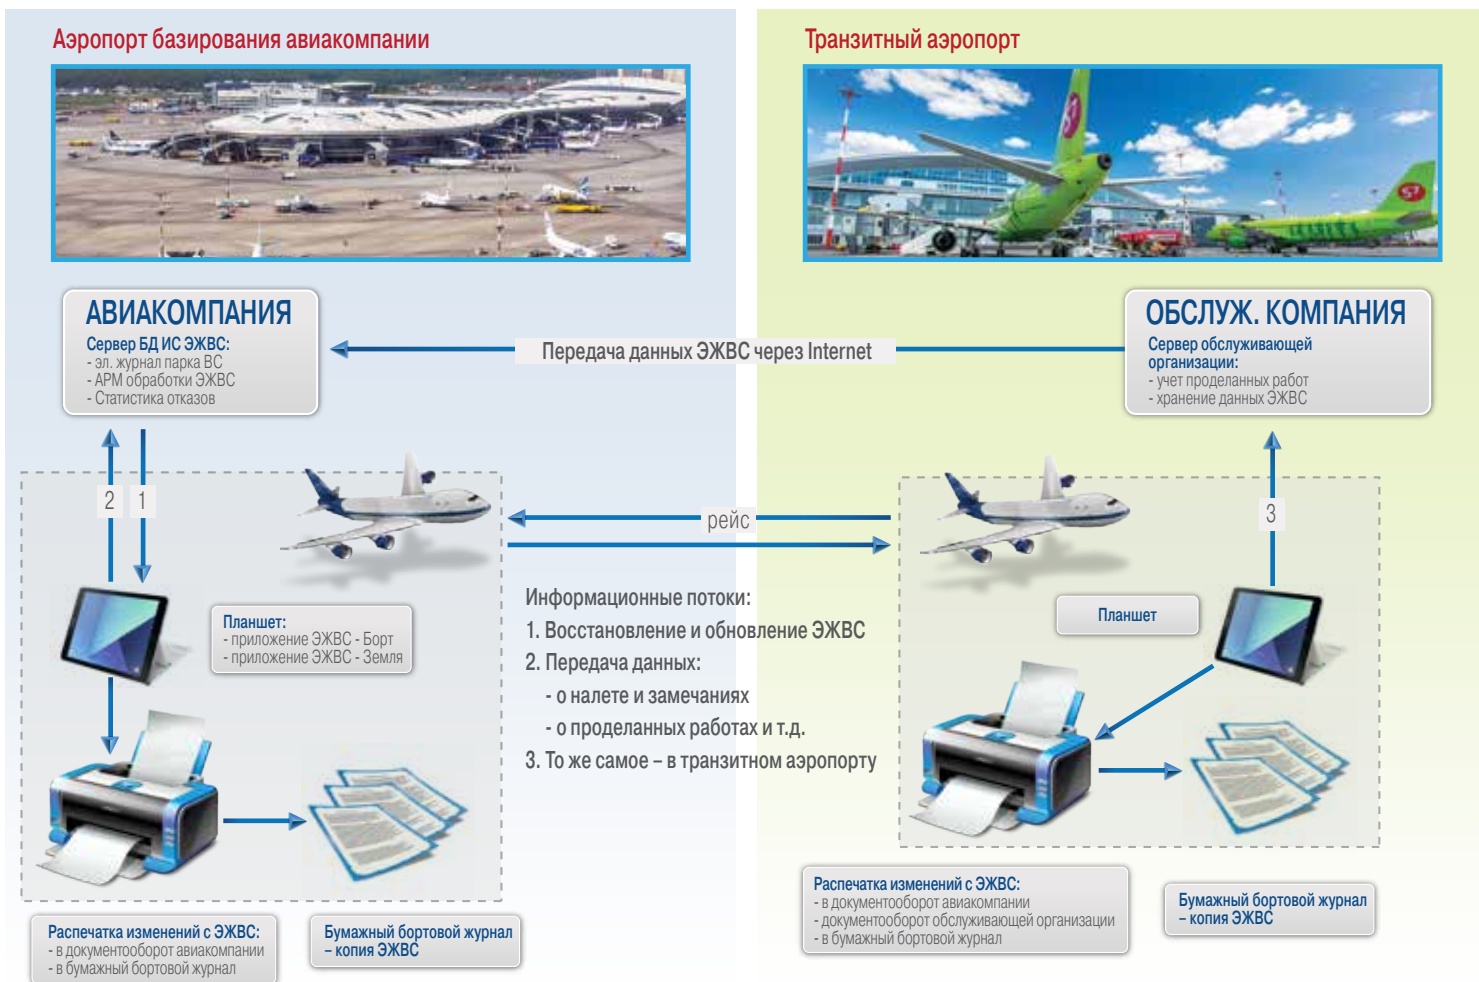 Аэропорт базирования авиакомпании
Транзитный аэропорт
S7
АВИАКОМПАНИЯ
Сервер БД ИС ЭЖВС:
- эл. журнал парка ВС
- АРМ обработки ЭЖВС
- Статистика отказов
Передача данных ЭЖВС через Internet
ОБСЛУЖ. КОМПАНИЯ
Сервер обслуживающей
организации:
- учет проделанных работ
- хранение данных ЭЖВС
2
1
рейс
3
Планшет:
- приложение ЭЖВС - Борт
- приложение ЭЖВС - Земля
Информационные потоки:
1. Восстановление и обновление ЭЖВС
2. Передача данных:
- о налете и замечаниях
- о проделанных работах и т.д.
3. То же самое – в транзитном аэропорту
Планшет
Распечатка изменений с ЭЖВС:
- в документооборот авиакомпании
- в бумажный бортовой журнал
Бумажный бортовой журнал
– копия ЭЖВС
Распечатка изменений с ЭЖВС:
- в документооборот авиакомпании
- документооборот обслуживающей организации
- в бумажный бортовой журнал
Бумажный бортовой журнал
– копия ЭЖВС